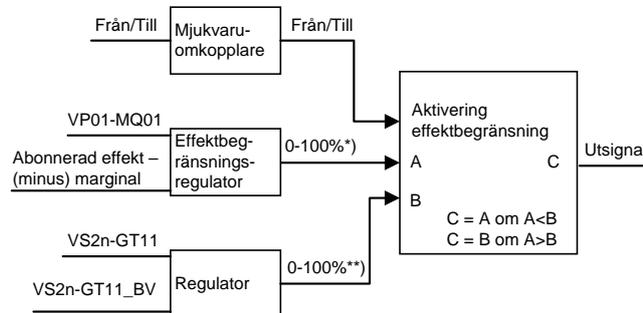 Från/Till
Mjukvaru-
omkopplare
Från/Till
VP01-MQ01
Abonnerad effekt –
(minus) marginal
Effektbeg-
ränsnings-
regulator
0-100%*)
VS2n-GT11
VS2n-GT11_BV
Regulator
0-100%**)
Aktivering
effektbegränsning
A
B
C
C = A om A<B
C = B om A>B
Utsigna